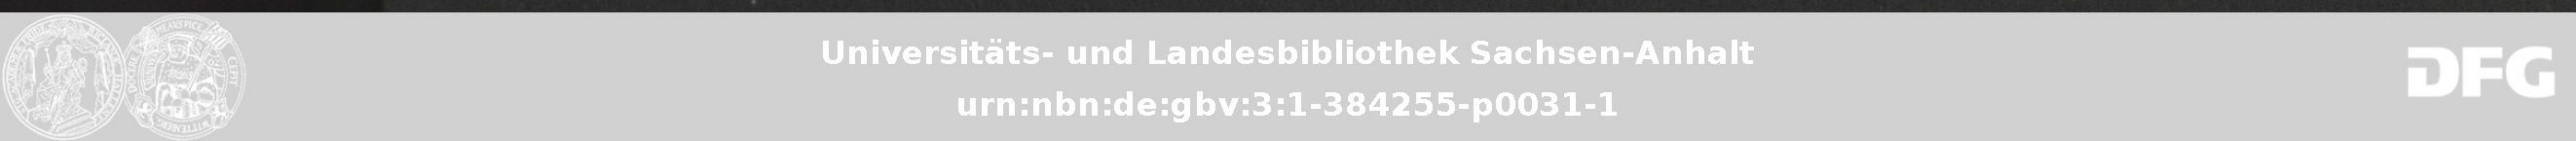 Universitäts- und Landesbibliothek Sachsen-Anhalt
urn:nbn:de:gbv:3:1-384255-p0031-1
DFG